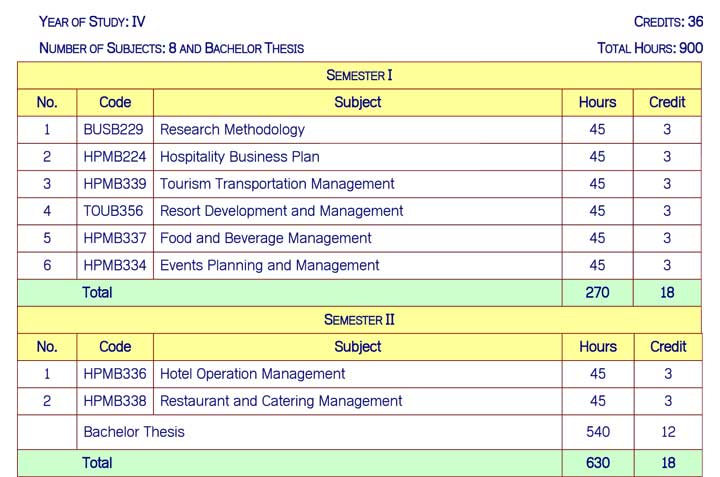 YEAR OF STUDY: IV CREDITS: 36
NUMBER OF SUBJECTS: 8 AND BACHELOR THESIS TOTAL HOURS: 900
SEMESTER I
No. Code Subject Hours Credit
1 BUSB229 Research Methodology 45 3
2 HPMB224 Hospitality Business Plan 45 3
3 HPMB339 Tourism Transportation Management 45 3
4 TOUB356 Resort Development and Management 45 3
5 HPMB337 Food and Beverage Management 45 3
6 HPMB334 Events Planning and Management 45 3
Total 270 18
SEMESTER II
No. Code Subject Hours Credit
1 HPMB336 Hotel Operation Management 45 3
2 HPMB338 Restaurant and Catering Management 45 3
Bachelor Thesis 540 12
Total 630 18